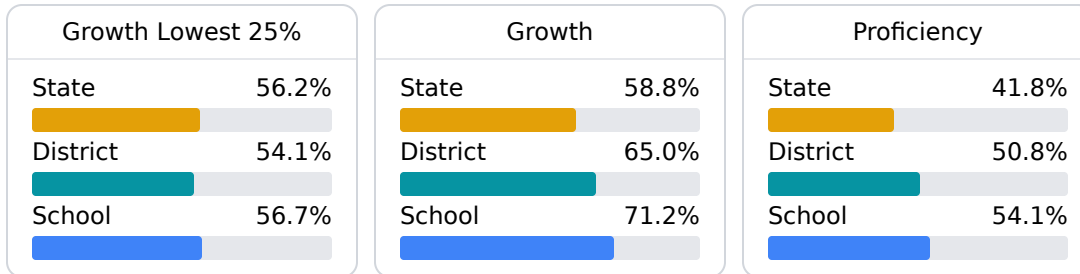 Growth Lowest 25%
State 56.2%
District 54.1%
School 56.7%
Growth
State 58.8%
District 65.0%
School 71.2%
Proficiency
State 41.8%
District 50.8%
School 54.1%